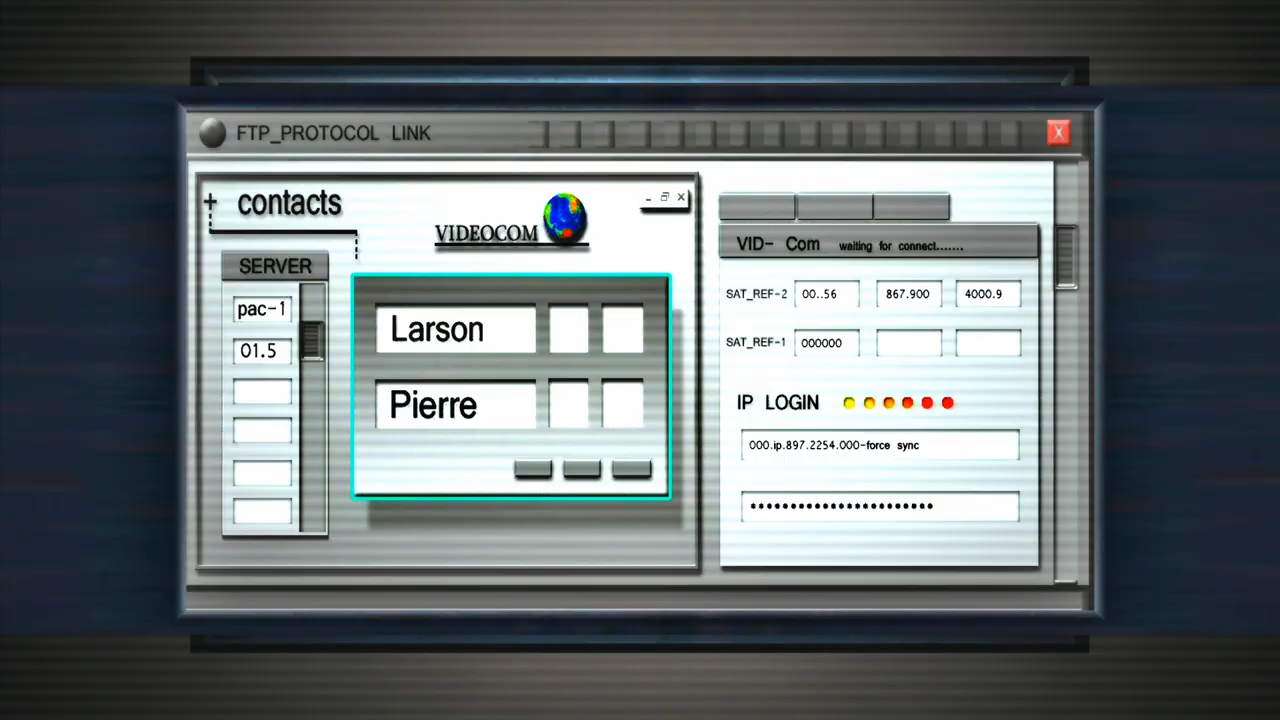 FTP_PROTOCOL LINK
X
+ contacts
VIDEOCOM
SERVER
pac-1
01.5
Larson
Pierre
VID- Com waiting for connect.......
SAT_REF-2 00..56 867.900 4000.9
SAT_REF-1 000000
IP LOGIN
000.ip.897.2254.000-force sync
***********************